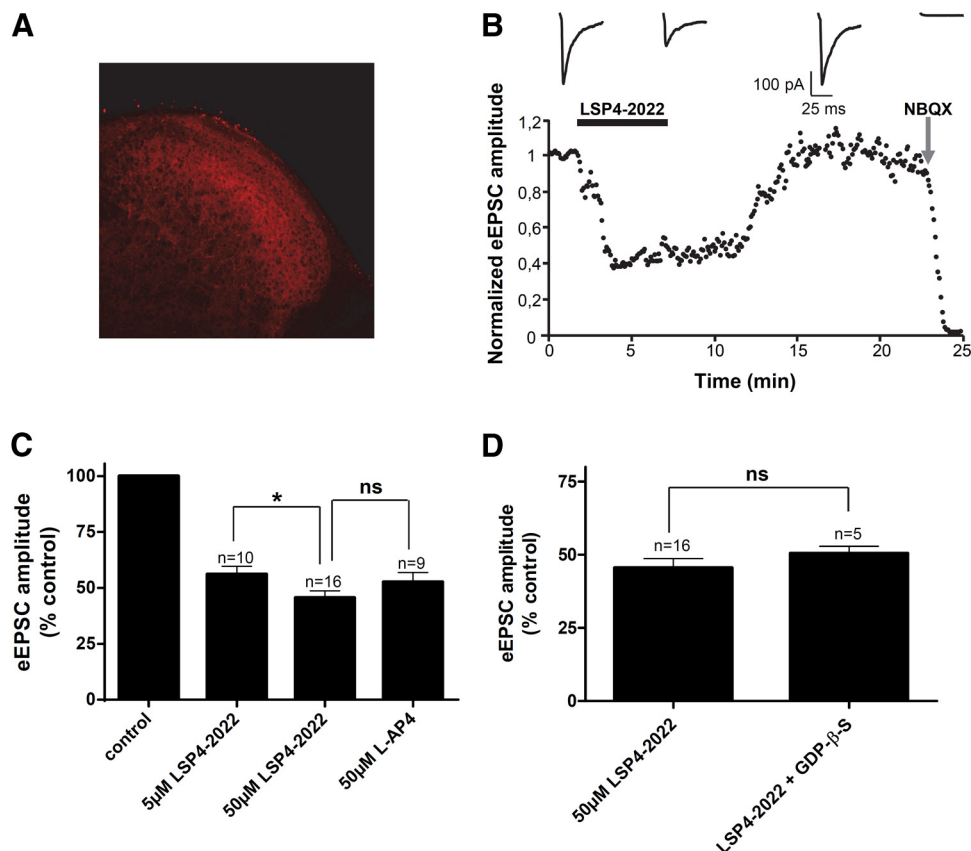 A
B
100 pA
25 ms
LSP4-2022
NBQX
Normalized eEPSC amplitude
1,2
1
0,8
0,6
0,4
0,2
0
0 5 10 15 20 25
Time (min)
C
eEPSC amplitude
(% control)
100
75
50
25
0
*
ns
n=10
n=16
n=9
control
5µM LSP4-2022
50µM LSP4-2022
50µM L-AP4
D
eEPSC amplitude
(% control)
75
50
25
0
ns
n=16
n=5
50µM LSP4-2022
LSP4-2022 + GDP-β-S